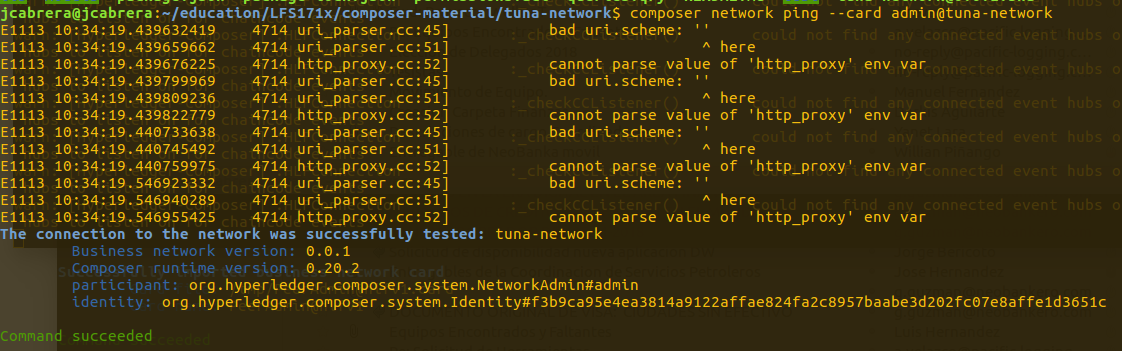 jcabrera@jcabrera:~/education/LFS171x/composer-material/tuna-network$ composer network ping --card admin@tuna-network
E1113 10:34:19.439632419    4714 uri_parser.cc:45]           bad uri.scheme: ''
E1113 10:34:19.439659662    4714 uri_parser.cc:51]                            ^ here
E1113 10:34:19.439676225    4714 http_proxy.cc:52]           cannot parse value of 'http_proxy' env var
E1113 10:34:19.439799969    4714 uri_parser.cc:45]           bad uri.scheme: ''
E1113 10:34:19.439809236    4714 uri_parser.cc:51]                            ^ here
E1113 10:34:19.439822779    4714 http_proxy.cc:52]           cannot parse value of 'http_proxy' env var
E1113 10:34:19.440733638    4714 uri_parser.cc:45]           bad uri.scheme: ''
E1113 10:34:19.440745492    4714 uri_parser.cc:51]                            ^ here
E1113 10:34:19.440759975    4714 http_proxy.cc:52]           cannot parse value of 'http_proxy' env var
E1113 10:34:19.546923332    4714 uri_parser.cc:45]           bad uri.scheme: ''
E1113 10:34:19.546940289    4714 uri_parser.cc:51]                            ^ here
E1113 10:34:19.546955425    4714 http_proxy.cc:52]           cannot parse value of 'http_proxy' env var
The connection to the network was successfully tested: tuna-network
Business network version: 0.0.1
Composer runtime version: 0.20.2
participant: org.hyperledger.composer.system.NetworkAdmin#admin
identity: org.hyperledger.composer.system.Identity#f3b9ca95e4ea3814a9122affae824fa2c8957baabe3d202fc07e8affe1d3651c
Command succeeded